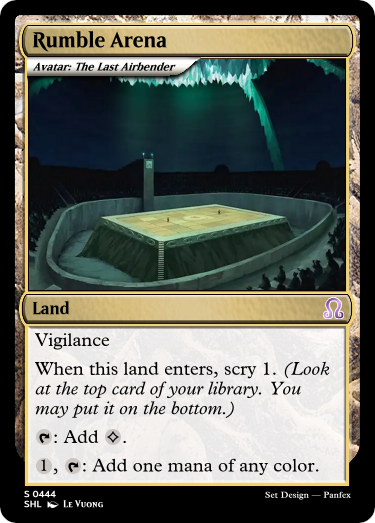 Rumble Arena
Avatar: The Last Airbender
Land
Vigilance
When this land enters, scry 1. (Look
at the top card of your library. You
may put it on the bottom.)
: Add .
1, : Add one mana of any color.
S 0444
SHL Le Vuong
Set Design — Panfex